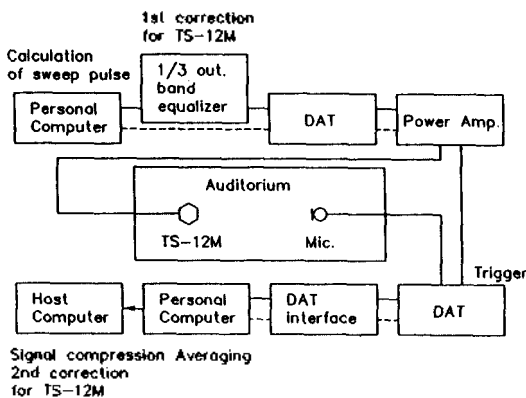 1st correction
for TS-12M
Calculation
of sweep pulse
1/3 out.
band
equalizer
Personal
Computer
DAT
Power Amp.
Auditorium
TS-12M
Mic.
Trigger
Host
Computer
Personal
Computer
DAT
interface
DAT
Signal compression Averaging
2nd correction
for TS-12M